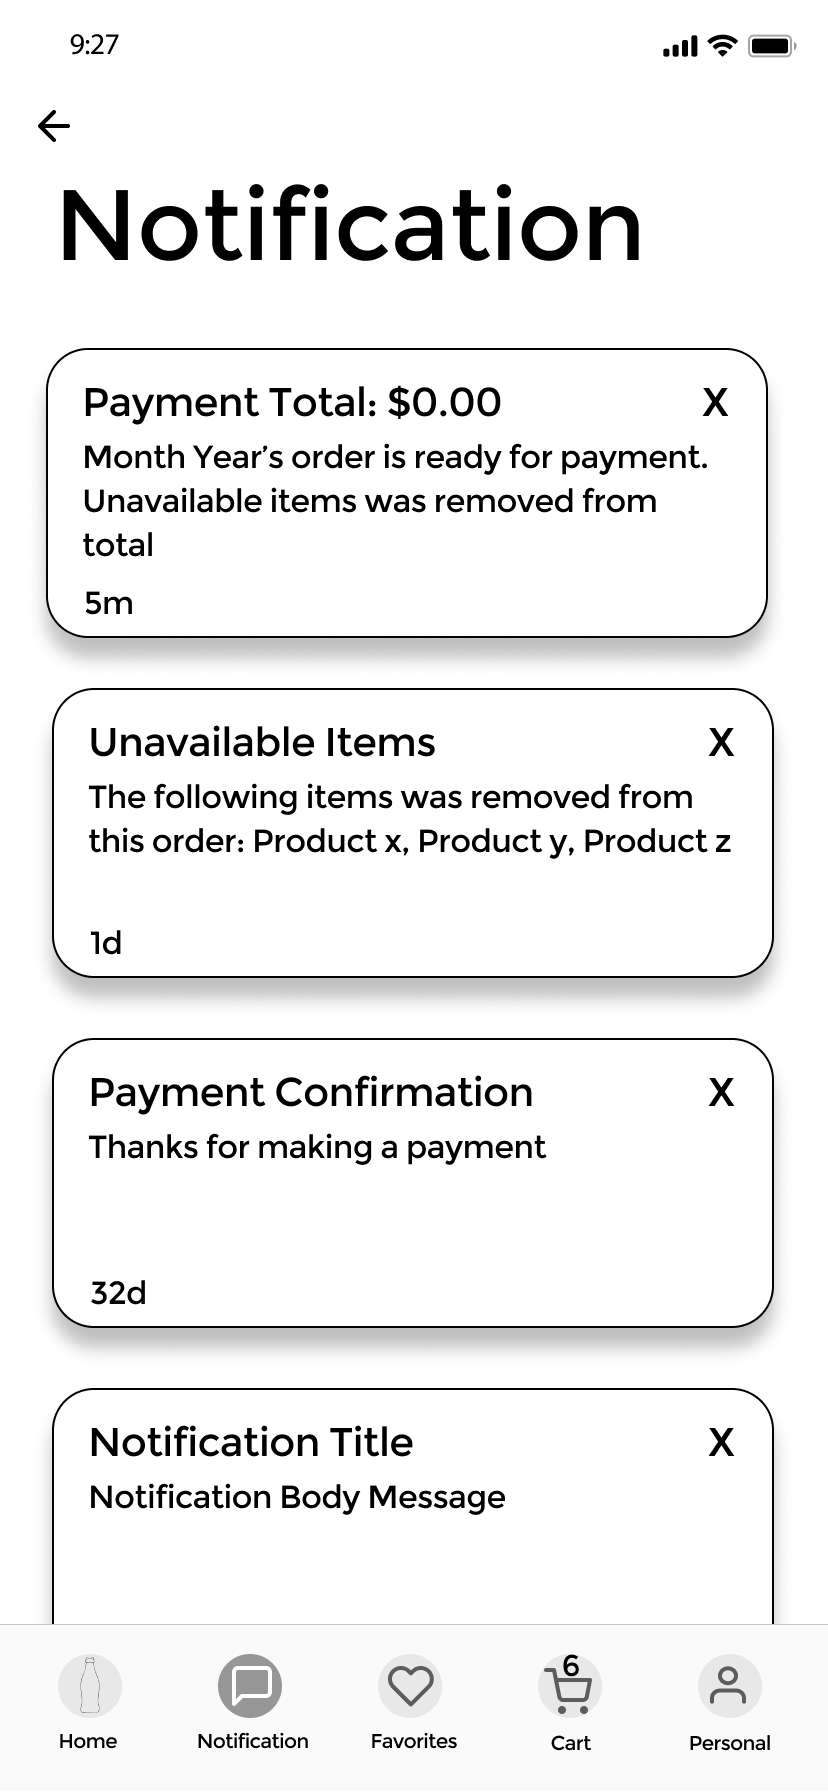 9:27
Notification
Payment Total: $0.00 X
Month Year’s order is ready for payment.
Unavailable items was removed from
total
5m
Unavailable Items X
The following items was removed from
this order: Product x, Product y, Product z
1d
Payment Confirmation X
Thanks for making a payment
32d
Notification Title X
Notification Body Message
6
Home Notification Favorites Cart Personal